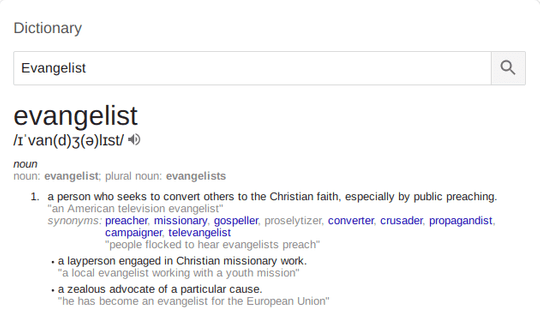 Dictionary
Evangelist
evangelist
/ɪˈvan(d)ʒ(ə)lɪst/
noun
noun: evangelist; plural noun: evangelists
1. a person who seeks to convert others to the Christian faith, especially by public preaching.
"an American television evangelist"
synonyms: preacher, missionary, gospeller, proselytizer, converter, crusader, propagandist,
campaigner, televangelist
"people flocked to hear evangelists preach"
• a layperson engaged in Christian missionary work.
"a local evangelist working with a youth mission"
• a zealous advocate of a particular cause.
"he has become an evangelist for the European Union"